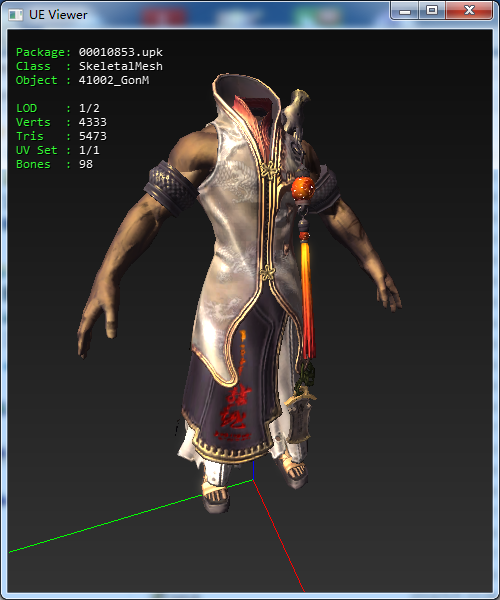 UE Viewer
Package: 00010853.upk
Class : SkeletalMesh
Object : 41002_GonM
LOD : 1/2
Verts : 4333
Tris : 5473
UV Set : 1/1
Bones : 98